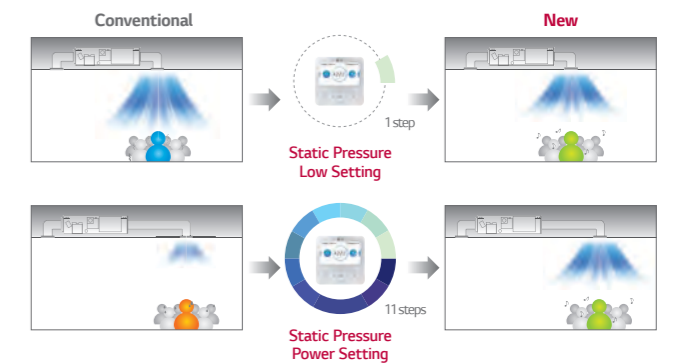 Conventional
New
1 step
Static Pressure
Low Setting
11 steps
Static Pressure
Power Setting